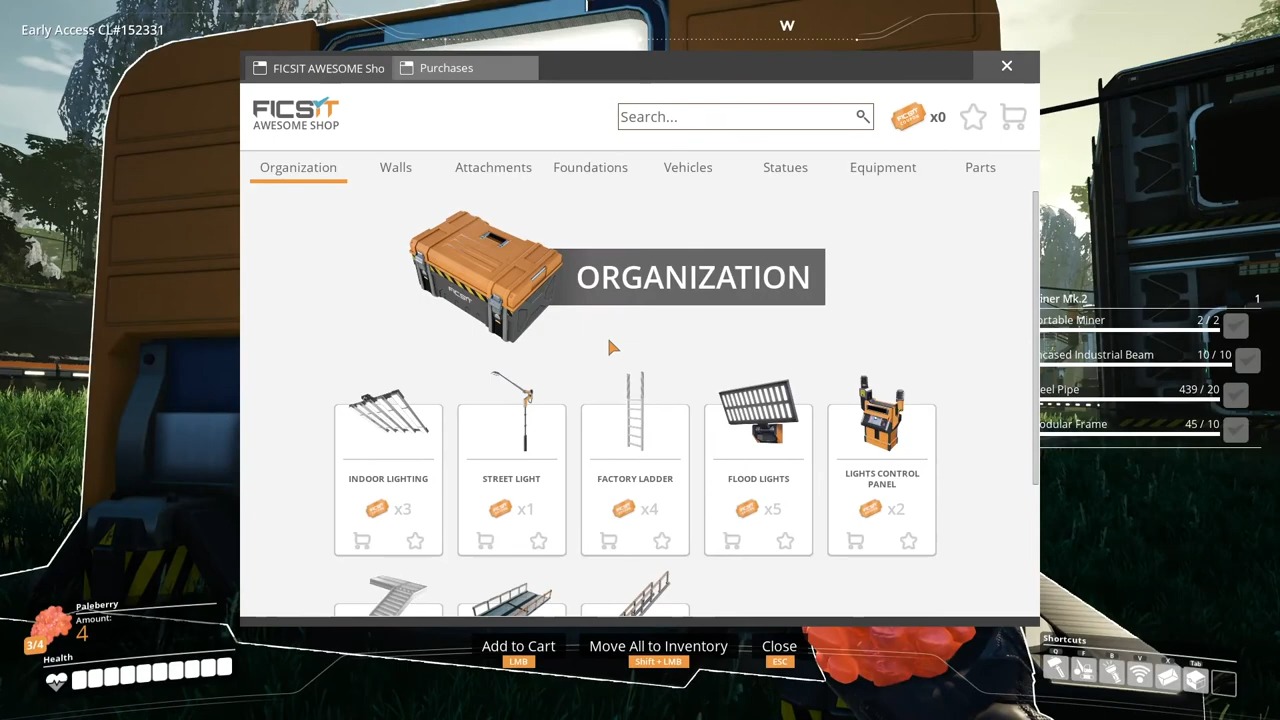 Early Access CL#152331
W
FICSIT AWESOME Sho
Purchases
FICSIT
AWESOME SHOP
Search...
x0
Organization
Walls
Attachments
Foundations
Vehicles
Statues
Equipment
Parts
FICSIT
ORGANIZATION
INDOOR LIGHTING
x3
STREET LIGHT
x1
FACTORY LADDER
x4
FLOOD LIGHTS
x5
LIGHTS CONTROL
PANEL
x2
iner Mk.2 1
ortable Miner 2 / 2
ncased Industrial Beam 10 / 10
eel Pipe 439 / 20
odular Frame 45 / 10
Paleberry
Amount:
4
3/4
Health
Add to Cart
LMB
Move All to Inventory
Shift + LMB
Close
ESC
Shortcuts
Q F B V X Tab